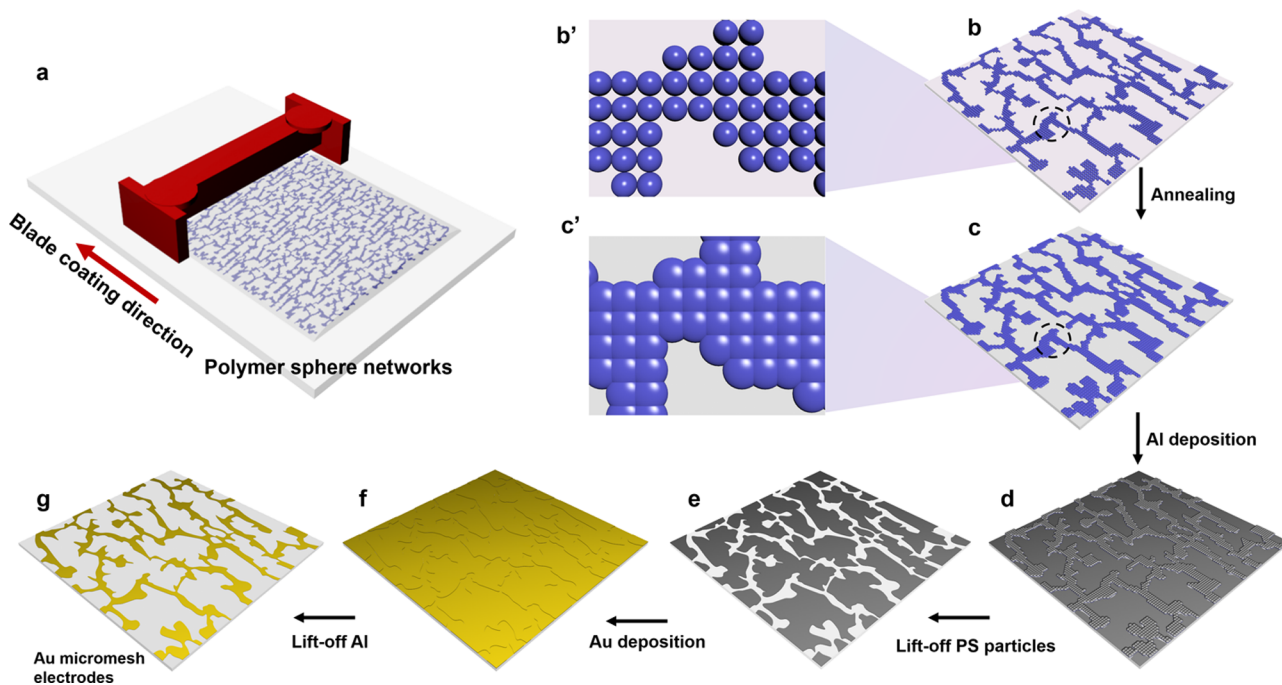 a
Blade coating direction
Polymer sphere networks
b'
b
Annealing
c'
c
Al deposition
g
f
e
d
Lift-off Al
Au deposition
Lift-off PS particles
Au micromesh
electrodes